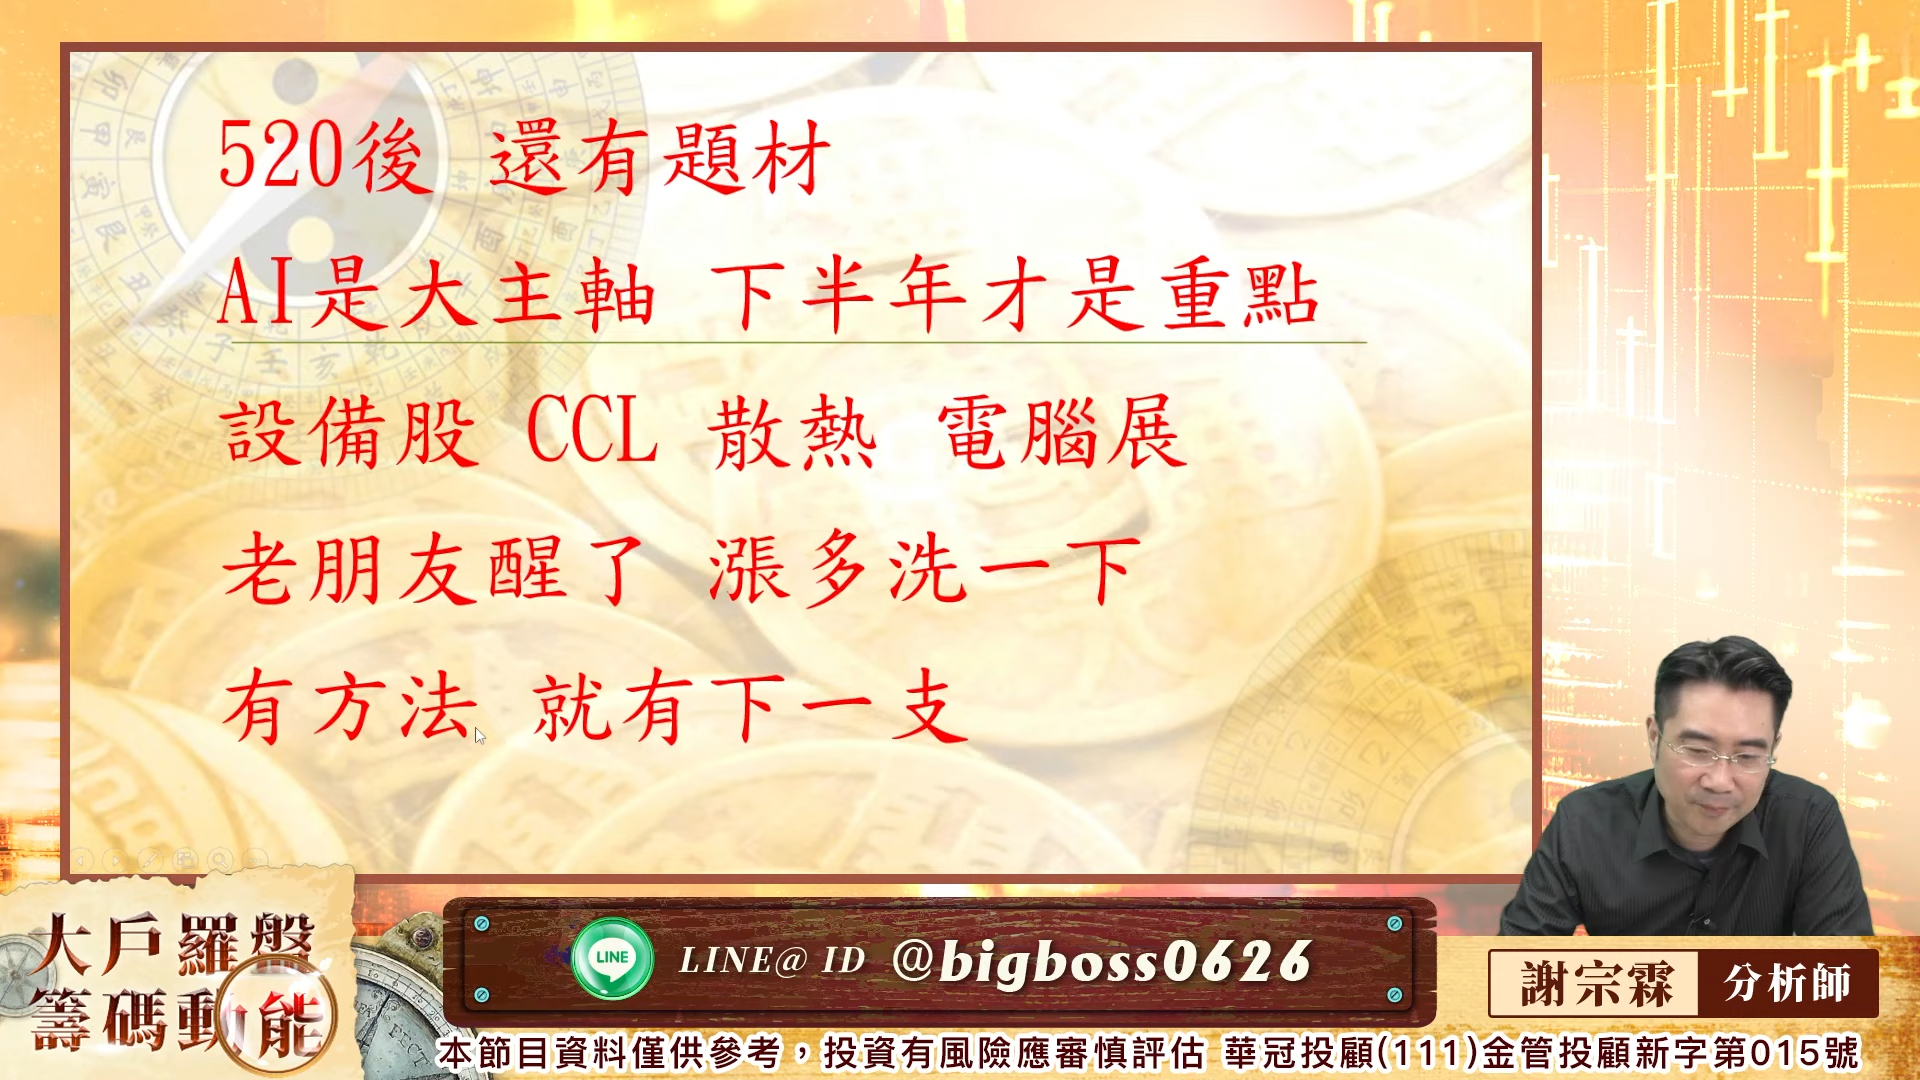 520後 還有題材
AI是大主軸 下半年才是重點
設備股 CCL 散熱 電腦展
老朋友醒了 漲多洗一下
有方法 就有下一支
大戶羅盤
籌碼動能
LINE
LINE@ ID @bigboss0626
謝宗霖 分析師
本節目資料僅供參考，投資有風險應審慎評估 華冠投顧(111)金管投顧新字第015號